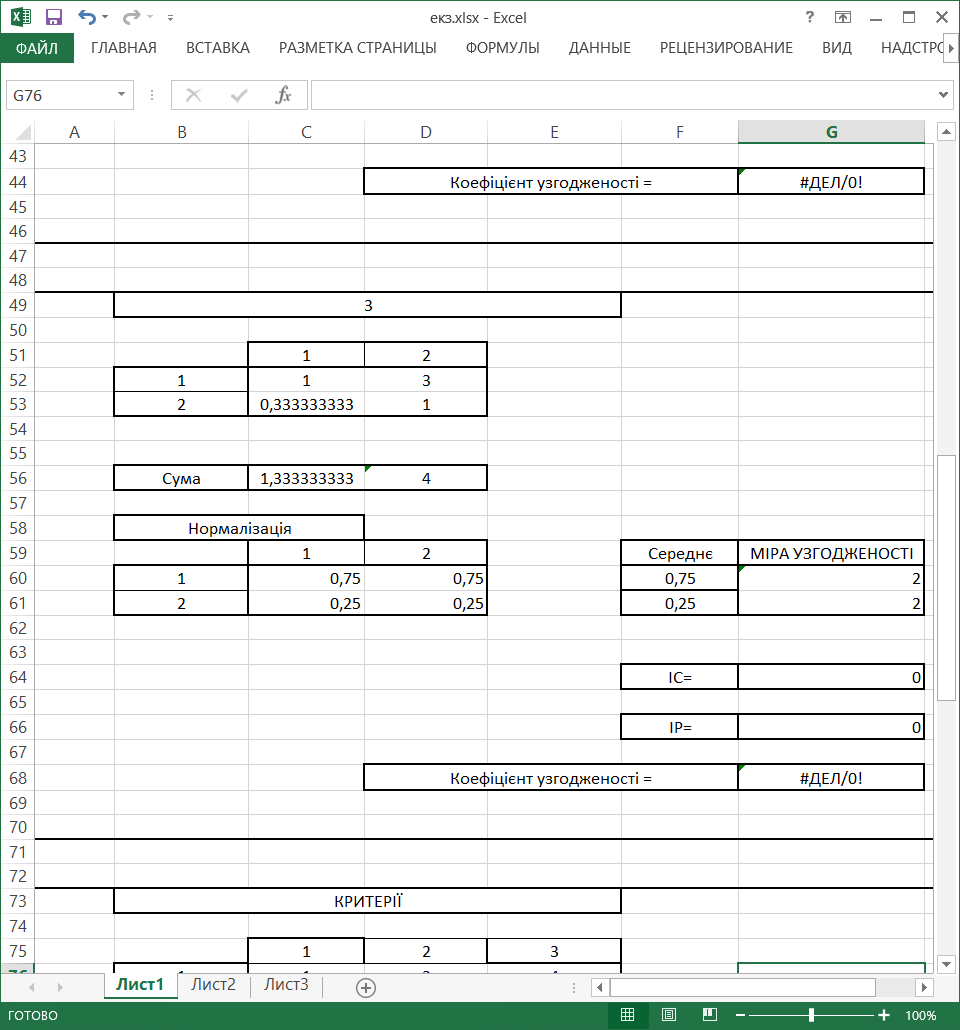 екз.xlsx - Excel
ФАЙЛ ГЛАВНАЯ ВСТАВКА РАЗМЕТКА СТРАНИЦЫ ФОРМУЛЫ ДАННЫЕ РЕЦЕНЗИРОВАНИЕ ВИД НАДСТРО
G76 fx
A B C D E F G
43
44 Коефіцієнт узгодженості = #ДЕЛ/0!
45
46
47
48
49 3
50
51 1 2
52 1 1 3
53 2 0,333333333 1
54
55
56 Сума 1,333333333 4
57
58 Нормалізація
59 1 2 Середнє МІРА УЗГОДЖЕНОСТІ
60 1 0,75 0,75 0,75 2
61 2 0,25 0,25 0,25 2
62
63
64 ІС= 0
65
66 ІР= 0
67
68 Коефіцієнт узгодженості = #ДЕЛ/0!
69
70
71
72
73 КРИТЕРІЇ
74
75 1 2 3
Лист1 Лист2 Лист3
ГОТОВО 100%